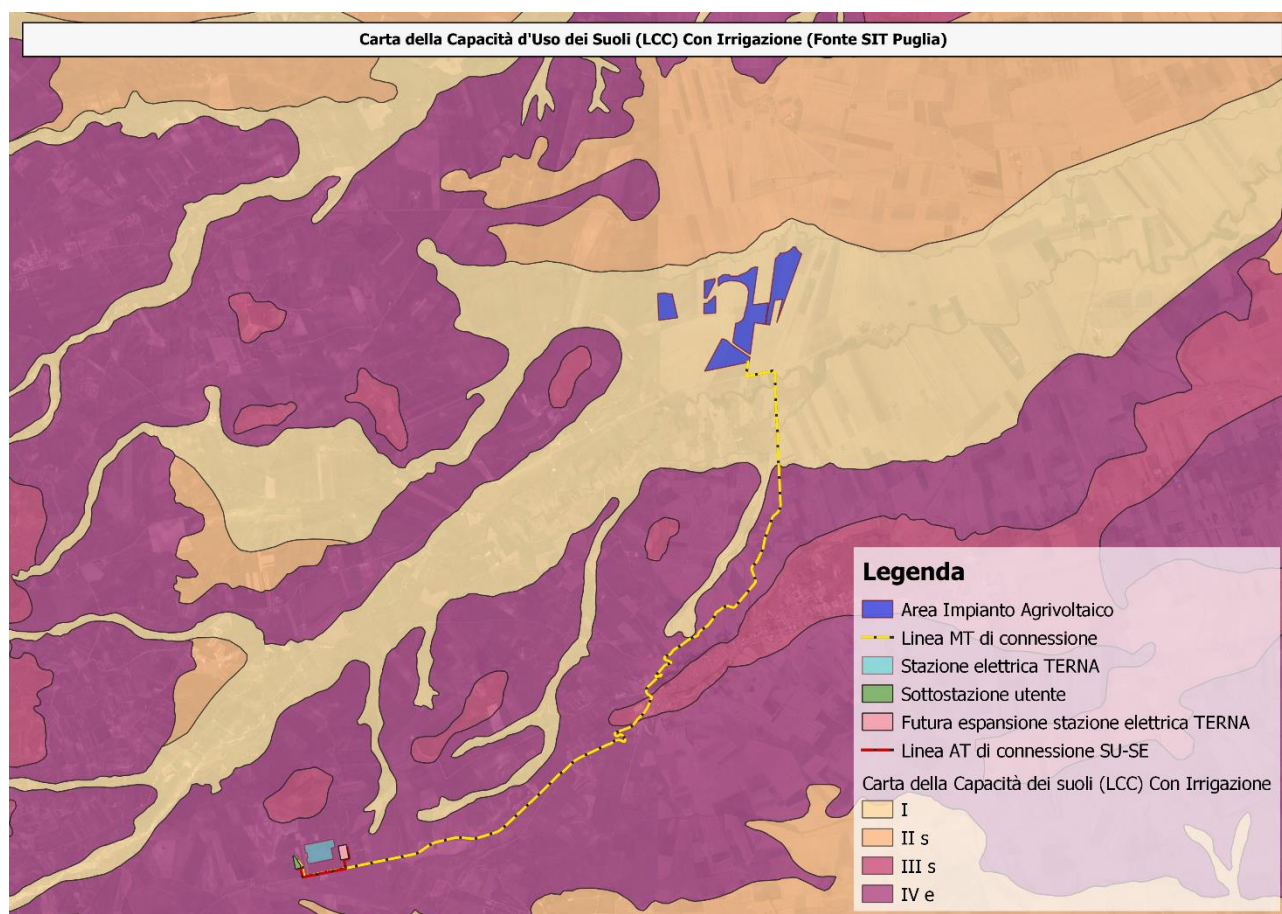 Carta della Capacità d'Uso dei Suoli (LCC) Con Irrigazione (Fonte SIT Puglia)
Legenda
Area Impianto Agrivoltaico
Linea MT di connessione
Stazione elettrica TERNA
Sottostazione utente
Futura espansione stazione elettrica TERNA
Linea AT di connessione SU-SE
Carta della Capacità dei suoli (LCC) Con Irrigazione
I
II s
III s
IV e